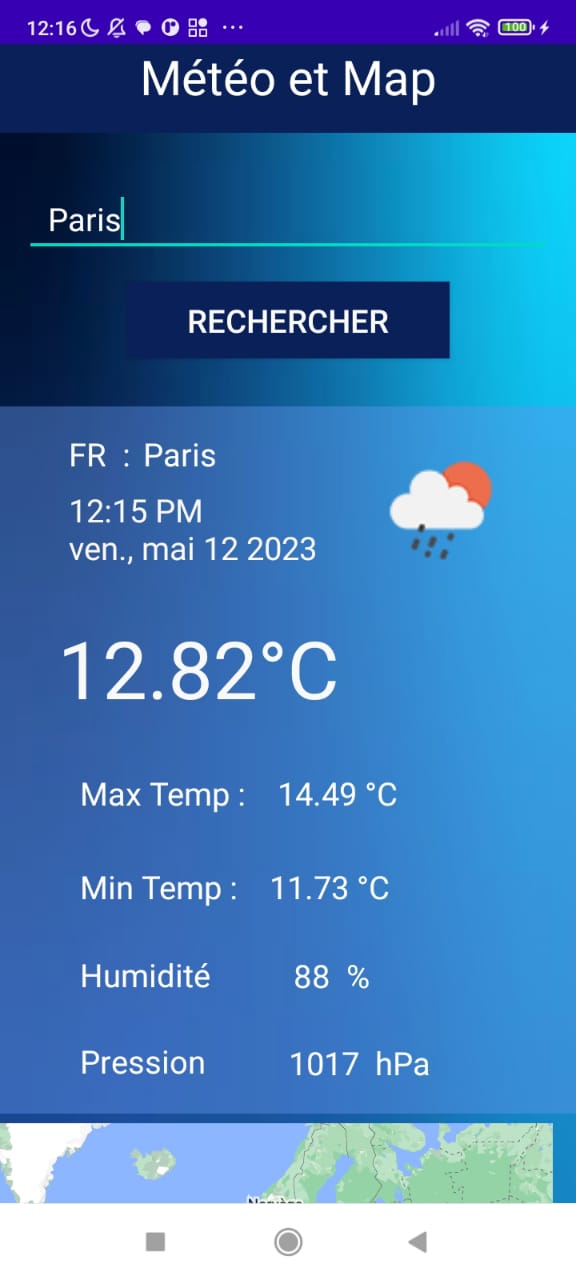 12:16
100
Météo et Map
Paris
RECHERCHER
FR : Paris
12:15 PM
ven., mai 12 2023
12.82°C
Max Temp : 14.49 °C
Min Temp : 11.73 °C
Humidité 88 %
Pression 1017 hPa